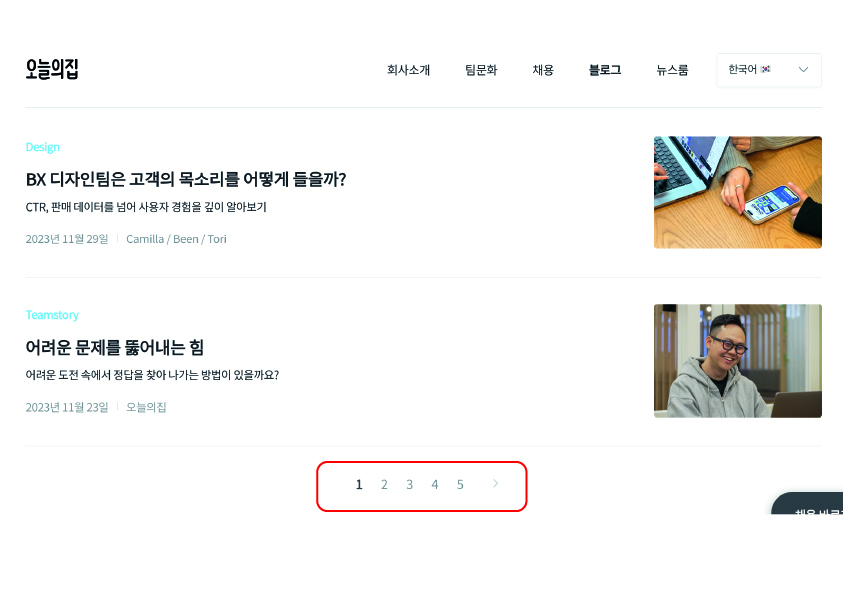 오늘의집
회사소개 팀문화 채용 블로그 뉴스룸 한국어
Design
BX 디자인팀은 고객의 목소리를 어떻게 들을까?
CTR, 판매 데이터를 넘어 사용자 경험을 깊이 알아보기
2023년 11월 29일 Camilla / Been / Tori
Teamstory
어려운 문제를 뚫어내는 힘
어려운 도전 속에서 정답을 찾아 나가는 방법이 있을까요?
2023년 11월 23일 오늘의집
1 2 3 4 5